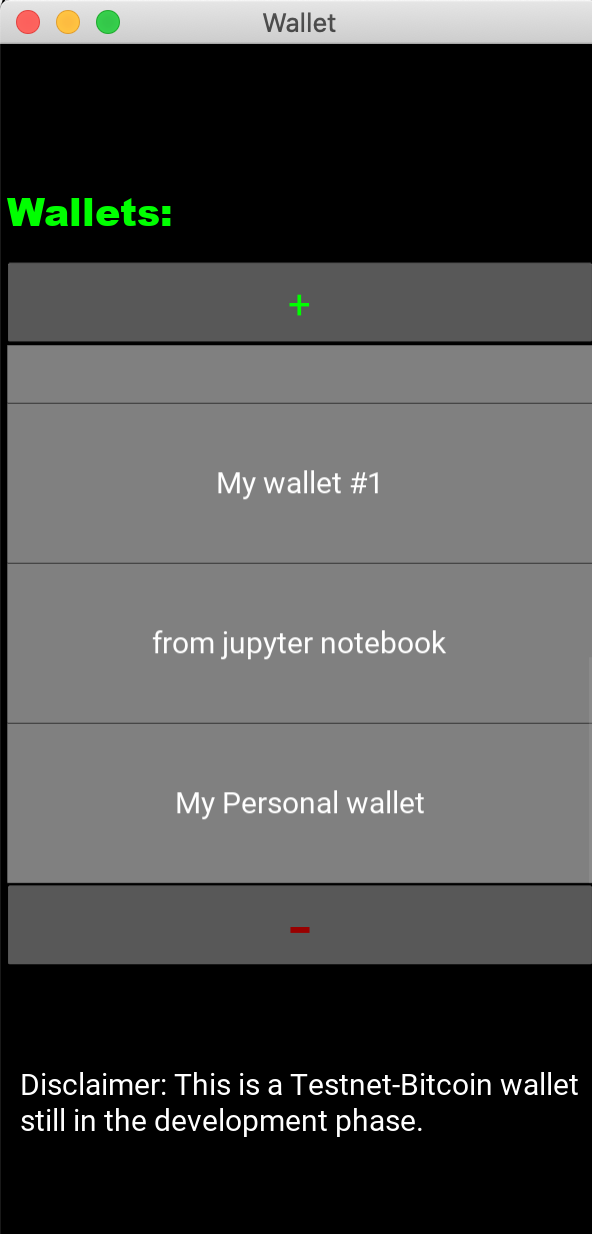 Wallet
Wallets:
+
My wallet #1
from jupyter notebook
My Personal wallet
-
Disclaimer: This is a Testnet-Bitcoin wallet
still in the development phase.